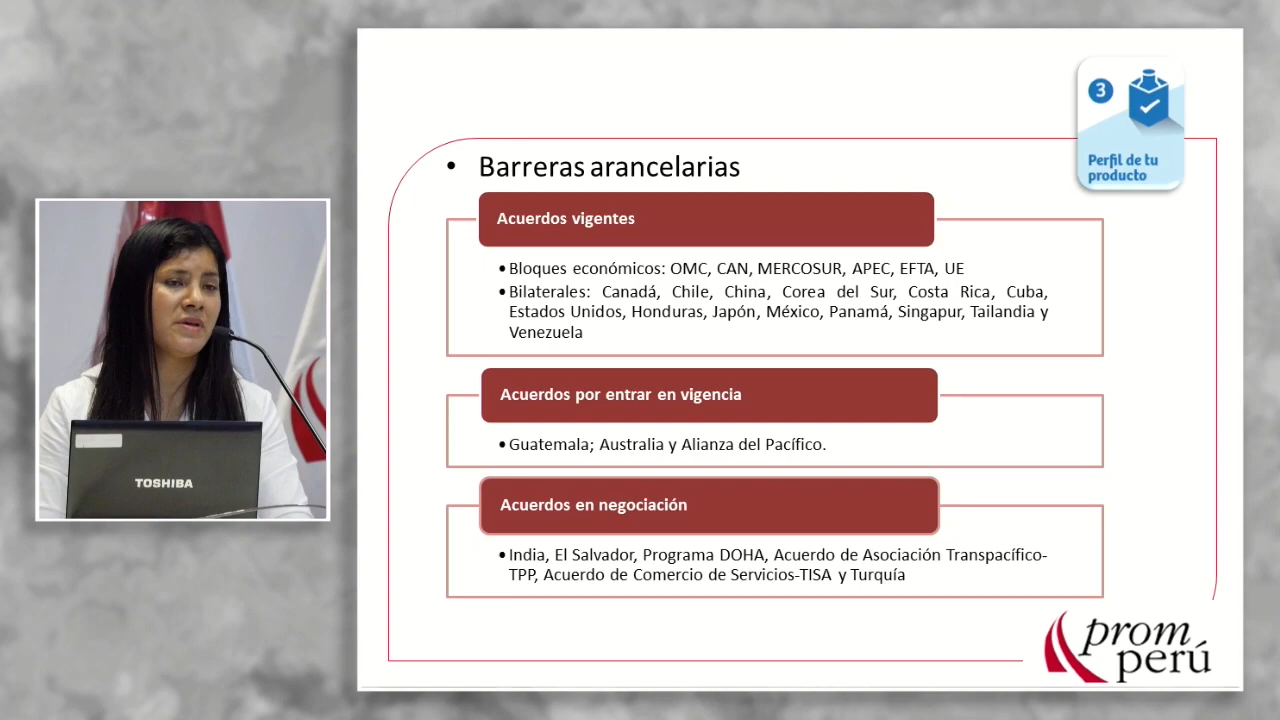 3
Perfil de tu
producto
• Barreras arancelarias
Acuerdos vigentes
• Bloques económicos: OMC, CAN, MERCOSUR, APEC, EFTA, UE
• Bilaterales: Canadá, Chile, China, Corea del Sur, Costa Rica, Cuba,
Estados Unidos, Honduras, Japón, México, Panamá, Singapur, Tailandia y
Venezuela
Acuerdos por entrar en vigencia
• Guatemala; Australia y Alianza del Pacífico.
Acuerdos en negociación
• India, El Salvador, Programa DOHA, Acuerdo de Asociación Transpacífico-
TPP, Acuerdo de Comercio de Servicios-TISA y Turquía
TOSHIBA
prom
perú